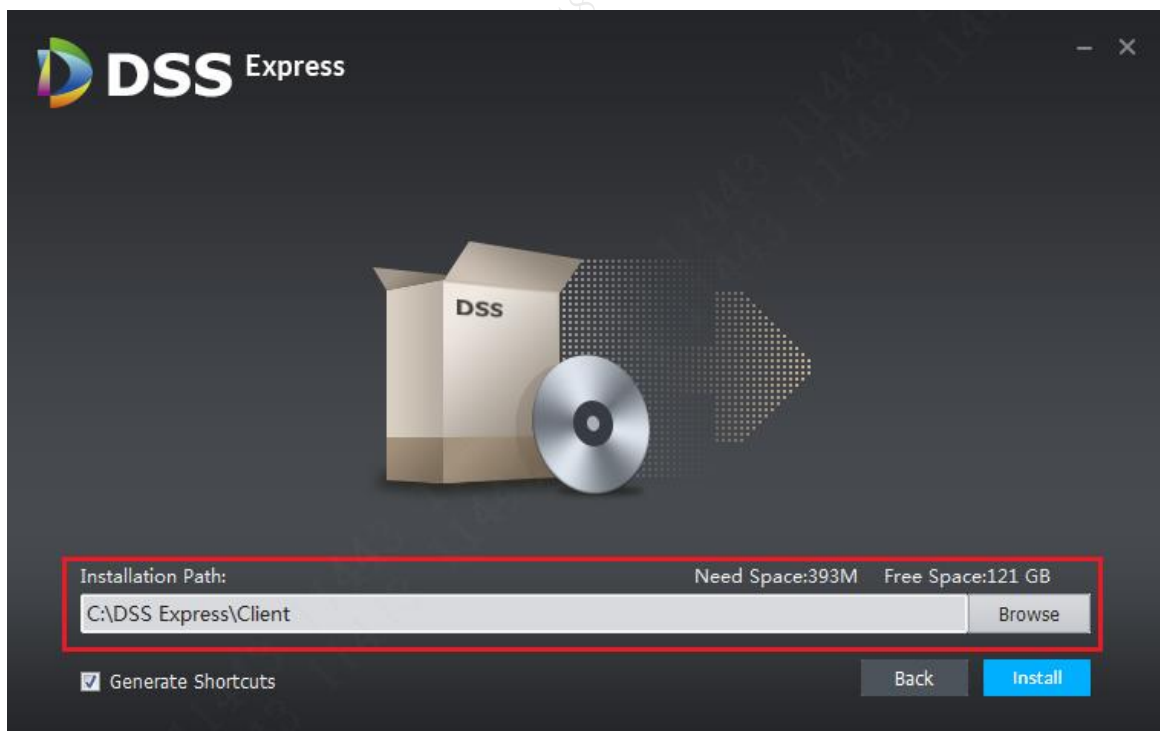 DSS Express
DSS
Installation Path: Need Space:393M Free Space:121 GB
C:\DSS Express\Client Browse
Generate Shortcuts Back Install